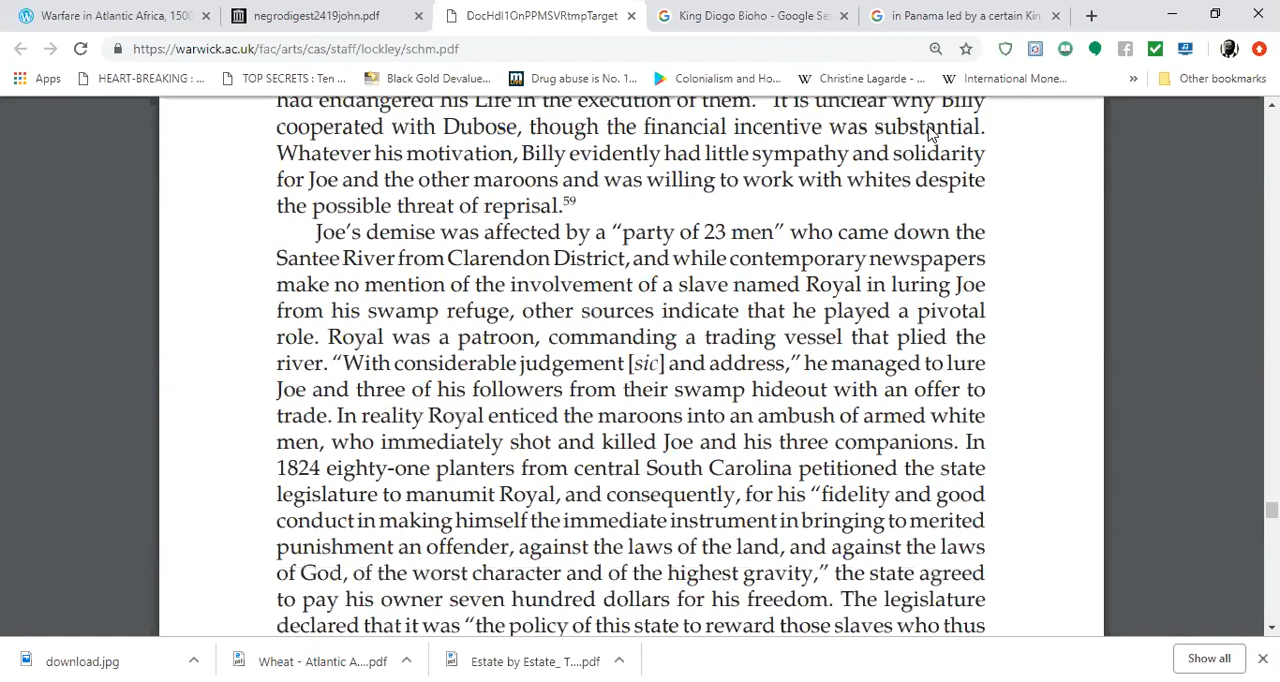 Warfare in Atlantic Africa, 1500
negrodigest2419john.pdf
DocHdl1OnPPMSVRtmpTarget
King Diogo Bioho - Google Se
in Panama led by a certain Kin
https://warwick.ac.uk/fac/arts/cas/staff/lockley/schm.pdf
Apps
HEART-BREAKING : ...
TOP SECRETS : Ten ...
Black Gold Devalue...
Drug abuse is No. 1...
Colonialism and Ho...
Christine Lagarde - ...
International Mone...
»
Other bookmarks
had endangered his Life in the execution of them." It is unclear why Billy
cooperated with Dubose, though the financial incentive was substantial.
Whatever his motivation, Billy evidently had little sympathy and solidarity
for Joe and the other maroons and was willing to work with whites despite
the possible threat of reprisal.59
Joe's demise was affected by a "party of 23 men" who came down the
Santee River from Clarendon District, and while contemporary newspapers
make no mention of the involvement of a slave named Royal in luring Joe
from his swamp refuge, other sources indicate that he played a pivotal
role. Royal was a patroon, commanding a trading vessel that plied the
river. "With considerable judgement [sic] and address," he managed to lure
Joe and three of his followers from their swamp hideout with an offer to
trade. In reality Royal enticed the maroons into an ambush of armed white
men, who immediately shot and killed Joe and his three companions. In
1824 eighty-one planters from central South Carolina petitioned the state
legislature to manumit Royal, and consequently, for his "fidelity and good
conduct in making himself the immediate instrument in bringing to merited
punishment an offender, against the laws of the land, and against the laws
of God, of the worst character and of the highest gravity," the state agreed
to pay his owner seven hundred dollars for his freedom. The legislature
declared that it was "the policy of this state to reward those slaves who thus
download.jpg
Wheat - Atlantic A....pdf
Estate by Estate_ T....pdf
Show all